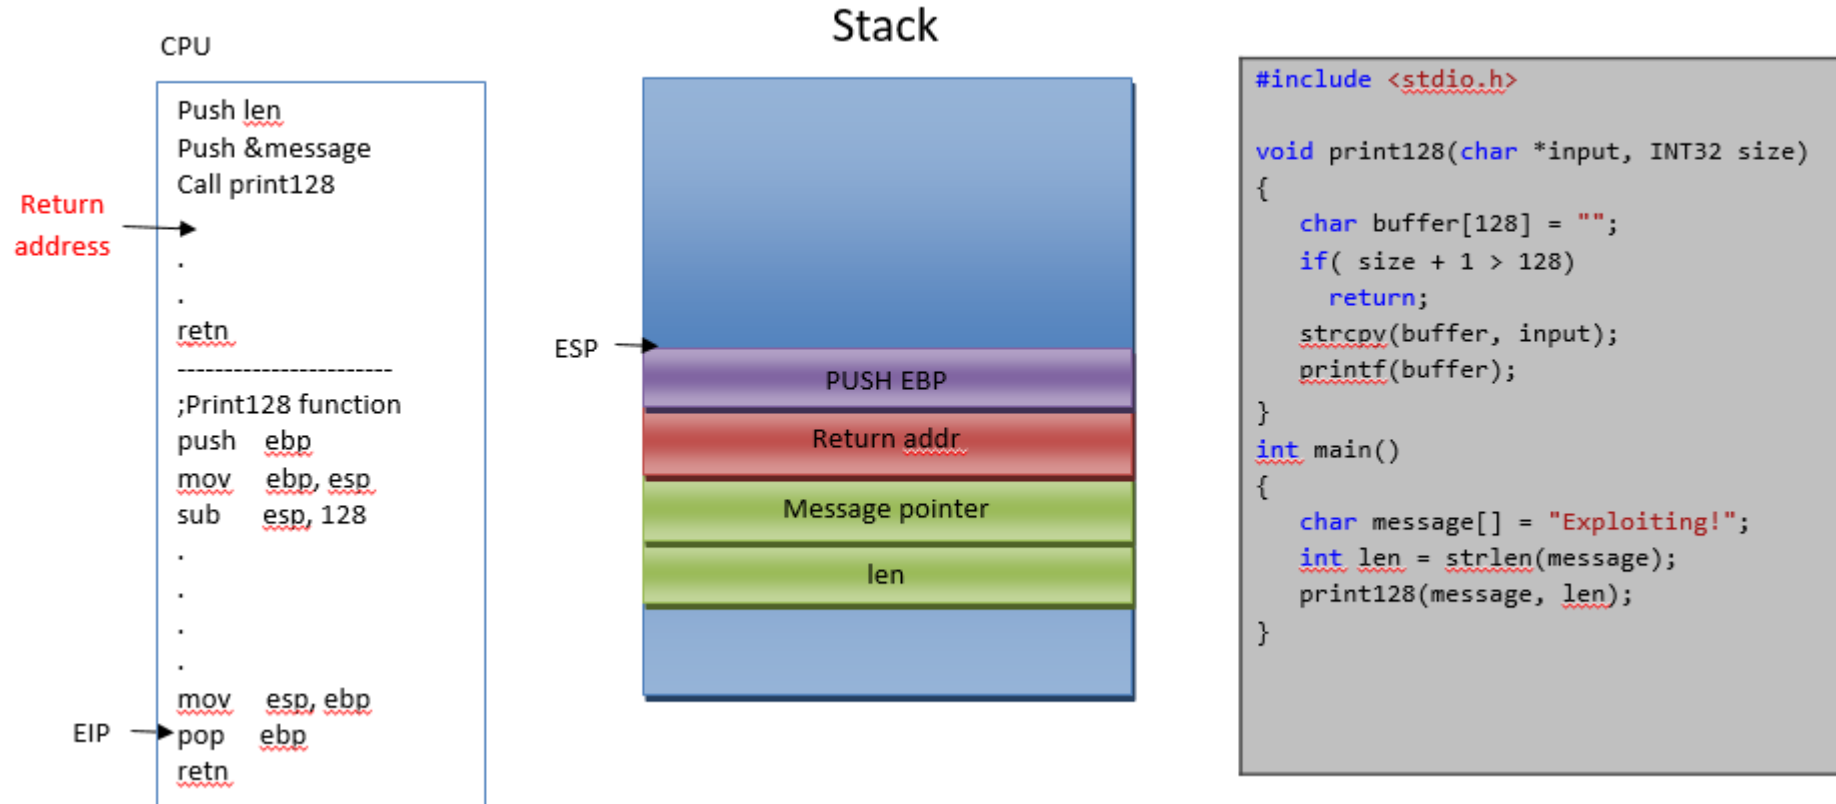 Stack
CPU
Push len
Push &message
Call print128
Return
address
.
.
.
retn
------------------------
;Print128 function
push ebp
mov ebp, esp
sub esp, 128
.
.
.
.
mov esp, ebp
EIP
pop ebp
retn
ESP
PUSH EBP
Return addr
Message pointer
len
#include <stdio.h>
void print128(char *input, INT32 size)
{
char buffer[128] = "";
if( size + 1 > 128)
return;
strcpy(buffer, input);
printf(buffer);
}
int main()
{
char message[] = "Exploiting!";
int len = strlen(message);
print128(message, len);
}